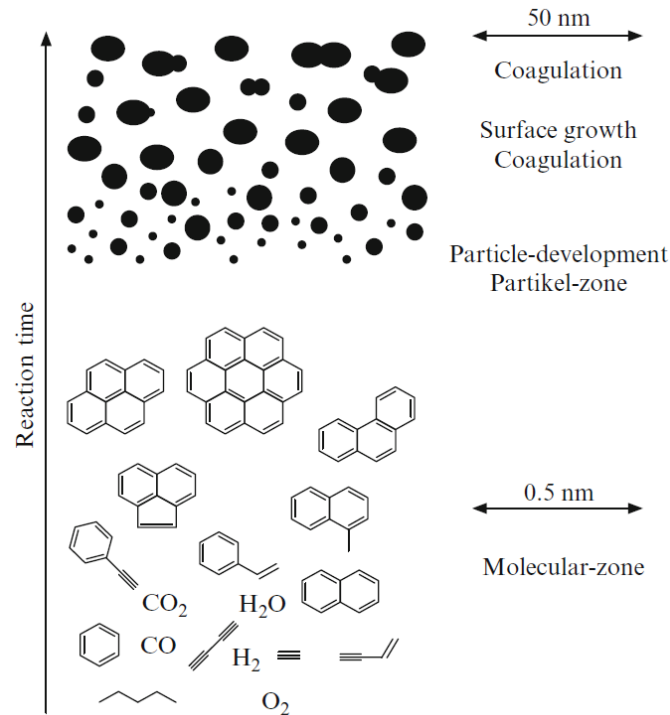 50 nm
Coagulation
Surface growth
Coagulation
Particle-development
Partikel-zone
Reaction time
0.5 nm
Molecular-zone
CO₂
H₂O
CO
H₂
O₂